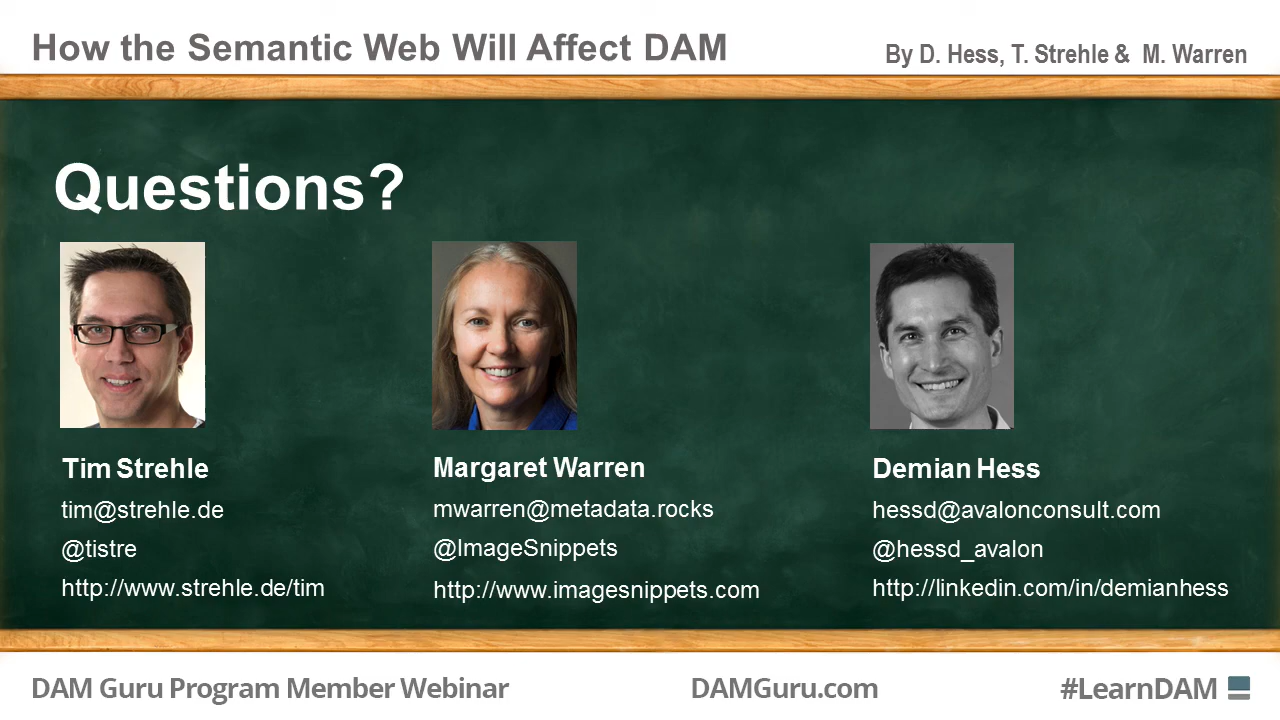 How the Semantic Web Will Affect DAM
By D. Hess, T. Strehle & M. Warren
Questions?
Tim Strehle
tim@strehle.de
@tistre
http://www.strehle.de/tim
Margaret Warren
mwarren@metadata.rocks
@ImageSnippets
http://www.imagesnippets.com
Demian Hess
hessd@avalonconsult.com
@hessd_avalon
http://linkedin.com/in/demianhess
DAM Guru Program Member Webinar
DAMGuru.com
#LearnDAM